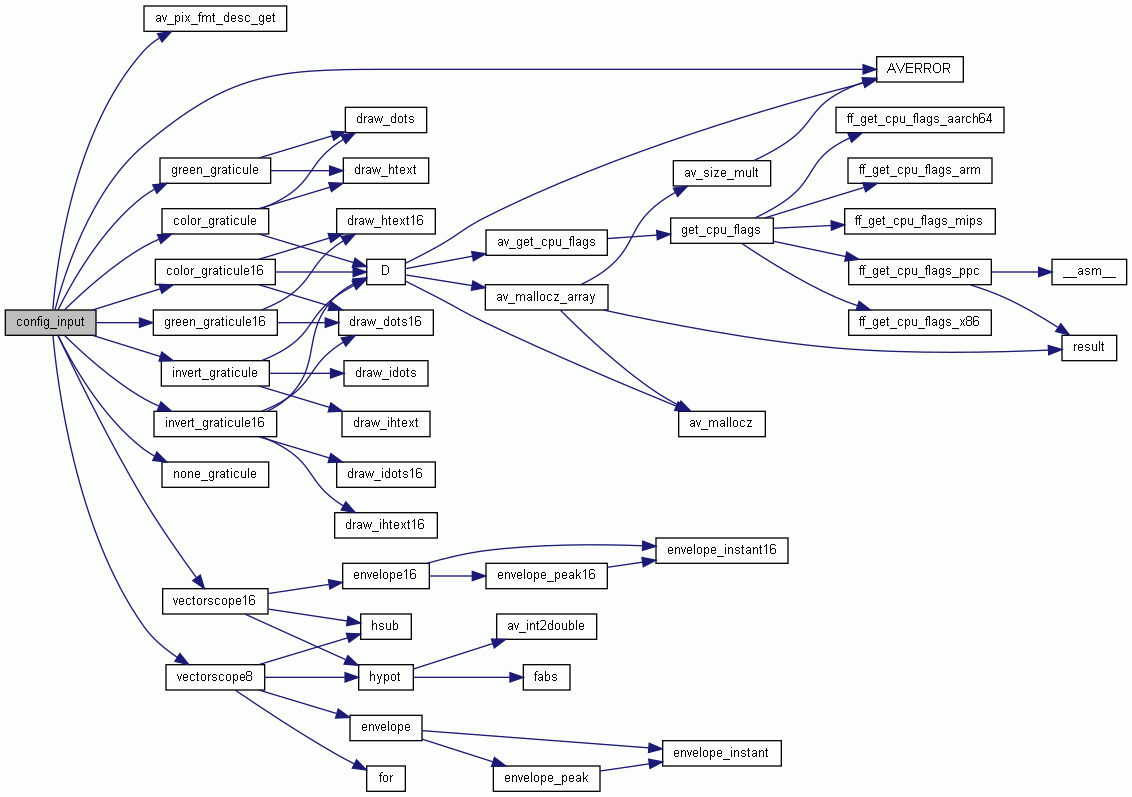 av_pix_fmt_desc_get
AVERROR
draw_dots
ff_get_cpu_flags_aarch64
green_graticule
draw_htext
av_size_mult
ff_get_cpu_flags_arm
color_graticule
draw_htext16
get_cpu_flags
ff_get_cpu_flags_mips
av_get_cpu_flags
color_graticule16
D
ff_get_cpu_flags_ppc
__asm__
av_mallocz_array
config_input
green_graticule16
draw_dots16
ff_get_cpu_flags_x86
result
invert_graticule
draw_idots
invert_graticule16
draw_ihtext
av_mallocz
none_graticule
draw_idots16
draw_ihtext16
envelope_instant16
envelope16
envelope_peak16
vectorscope16
hsub
av_int2double
vectorscope8
hypot
fabs
envelope
envelope_instant
for
envelope_peak